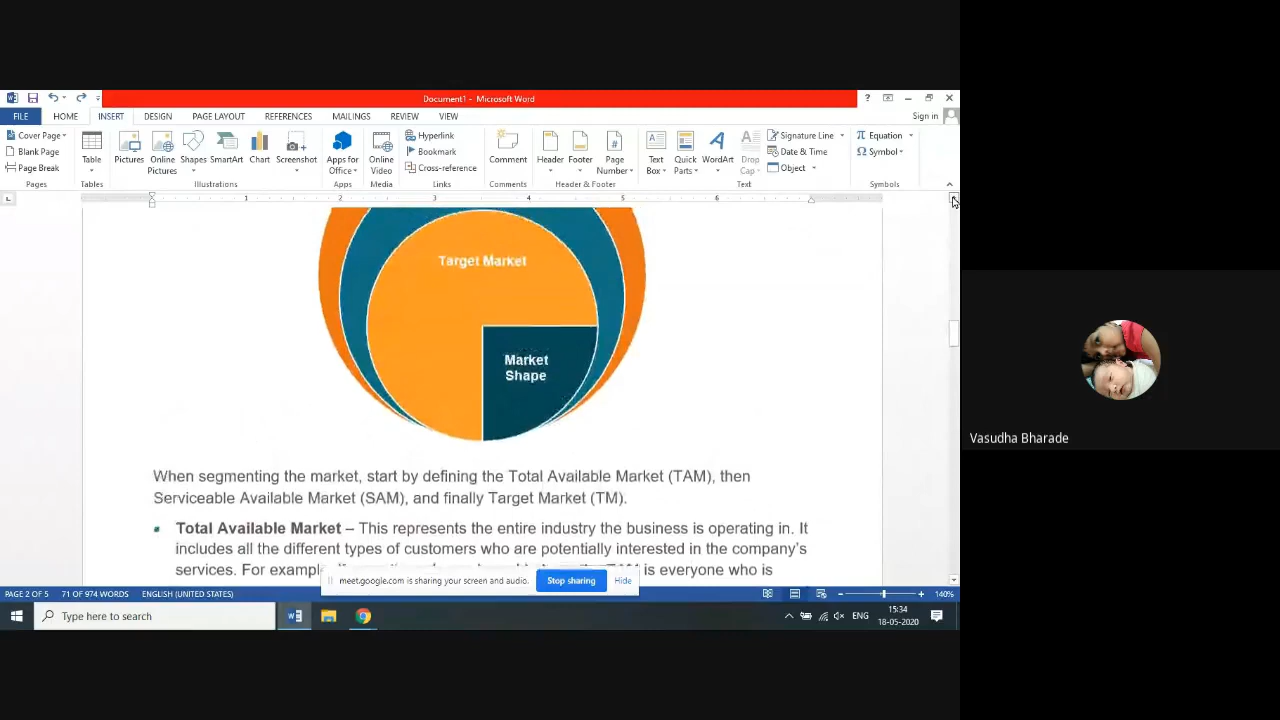 Document1 - Microsoft Word
FILE HOME INSERT DESIGN PAGE LAYOUT REFERENCES MAILINGS REVIEW VIEW Sign in
Cover Page
Blank Page
Page Break
Pages
Table
Tables
Pictures
Online Pictures
Shapes
SmartArt
Chart
Screenshot
Illustrations
Apps for Office
Apps
Online Video
Media
Hyperlink
Bookmark
Cross-reference
Links
Comment
Comments
Header
Footer
Page Number
Header & Footer
Text Box
Quick Parts
WordArt
Drop Cap
Signature Line
Date & Time
Object
Text
Equation
Symbol
Symbols
1 2 3 4 5 6
Target Market
Market
Shape
When segmenting the market, start by defining the Total Available Market (TAM), then
Serviceable Available Market (SAM), and finally Target Market (TM).
Total Available Market – This represents the entire industry the business is operating in. It
includes all the different types of customers who are potentially interested in the company's
services. For example is everyone who is
meet.google.com is sharing your screen and audio. Stop sharing Hide
PAGE 2 OF 5 71 OF 974 WORDS ENGLISH (UNITED STATES) 140%
Type here to search
ENG
15:34
18-05-2020
Vasudha Bharade